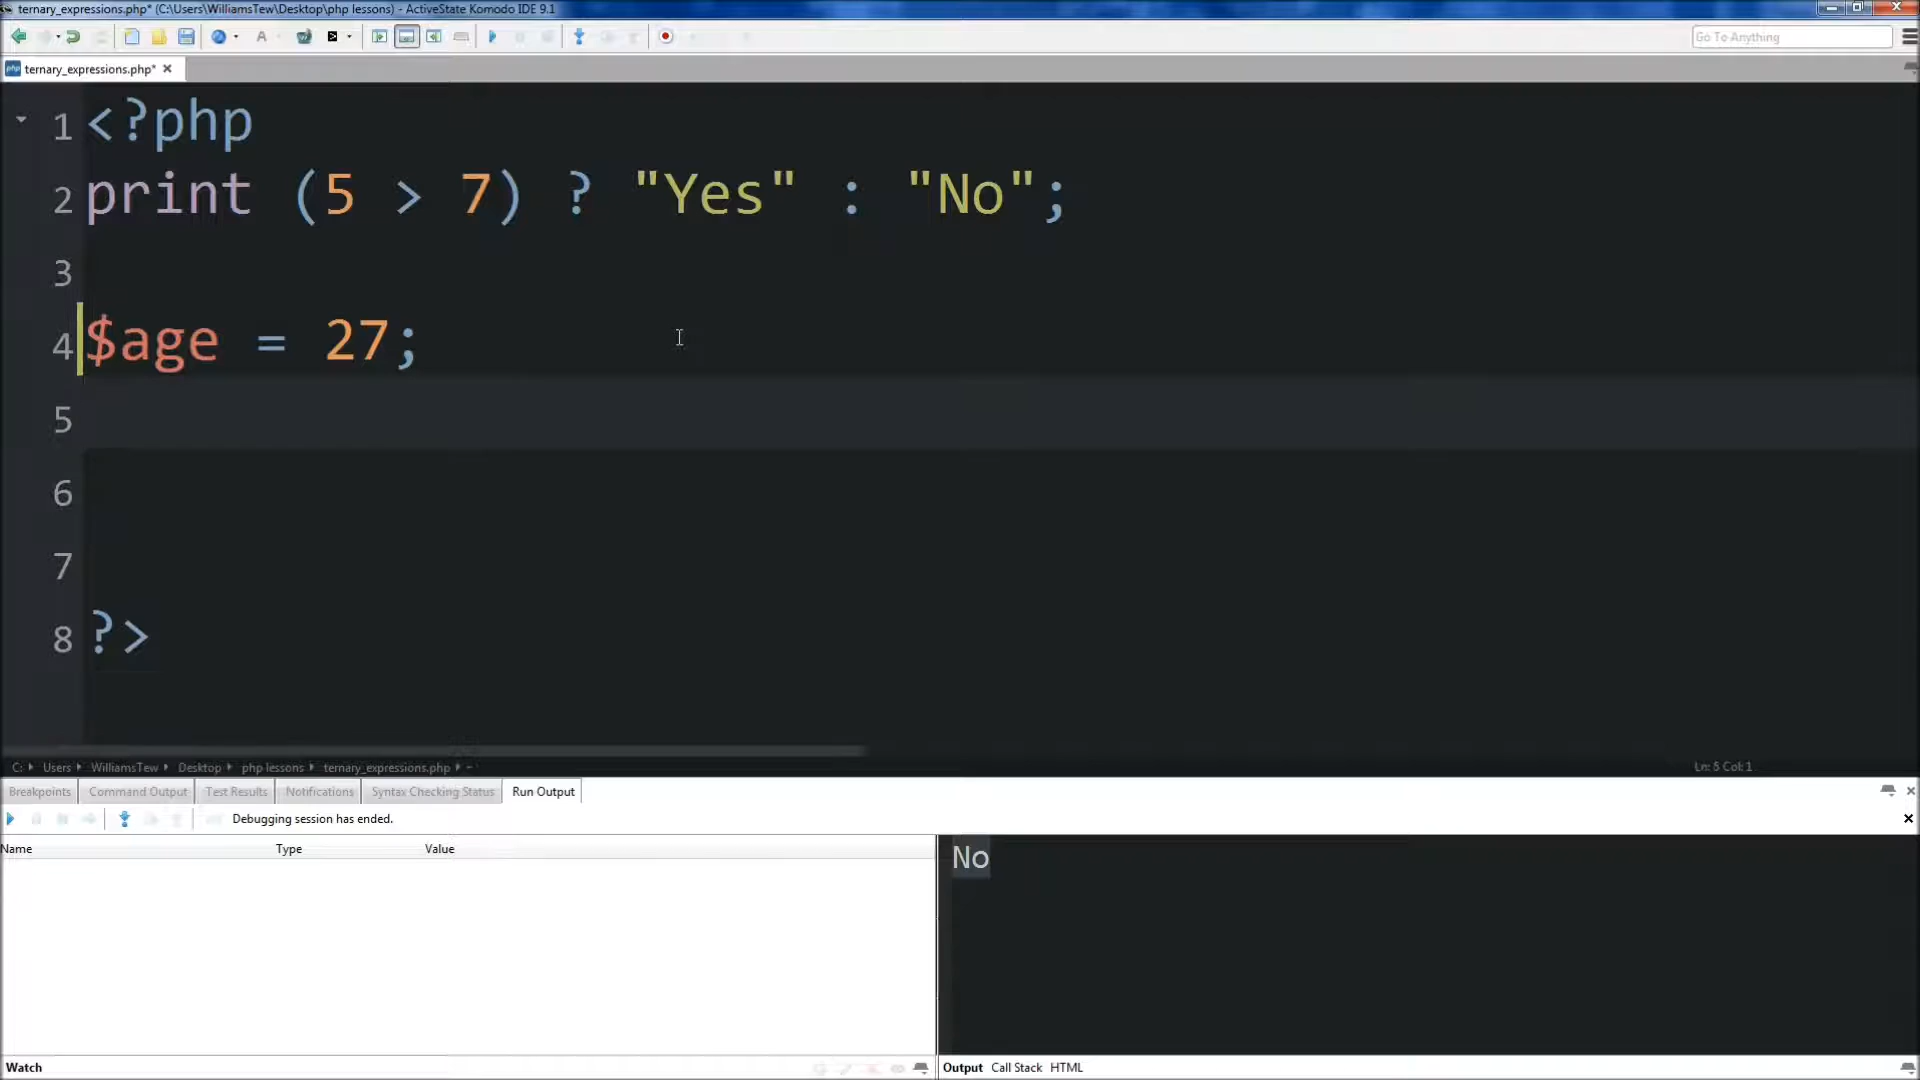 ternary_expressions.php* (C:\Users\WilliamsTew\Desktop\php lessons) - ActiveState Komodo IDE 9.1
Go To Anything
php ternary_expressions.php*
1 <?php
2 print (5 > 7) ? "Yes" : "No";
3
4 $age = 27;
5
6
7
8 ?>
C: Users WilliamsTew Desktop php lessons ternary_expressions.php
Ln: 5 Col: 1
Breakpoints Command Output Test Results Notifications Syntax Checking Status Run Output
Debugging session has ended.
Name Type Value
No
Watch
Output Call Stack HTML